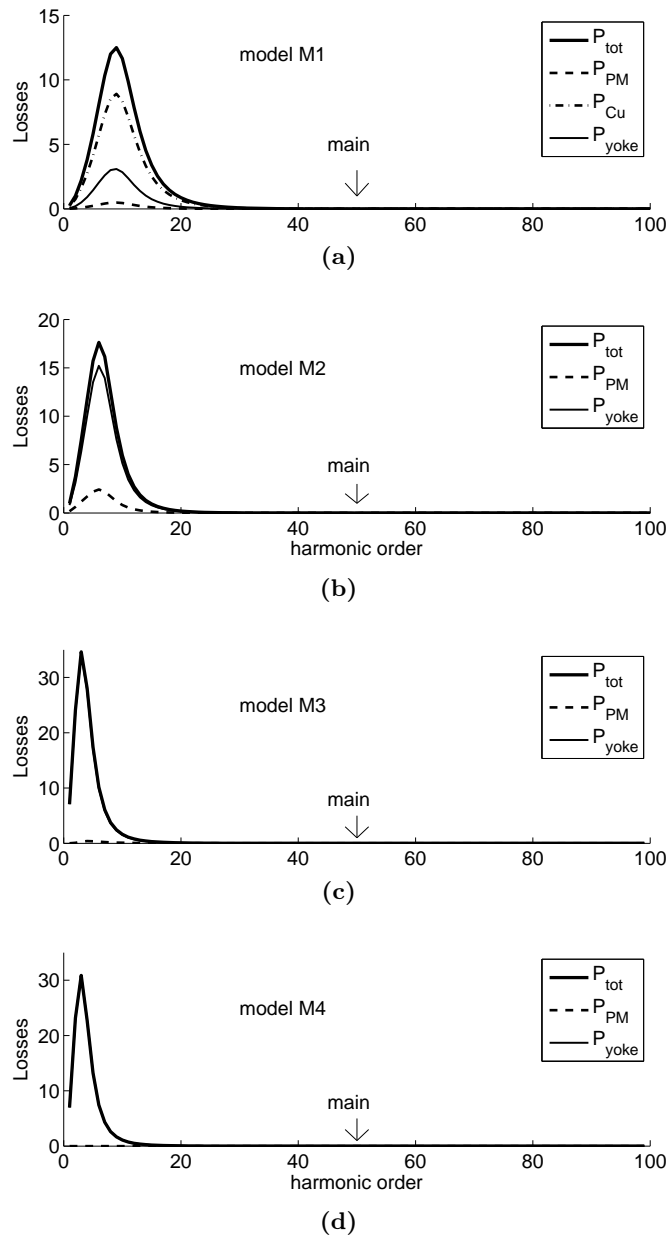 model M1
P_tot
P_PM
P_Cu
P_yoke
main
Losses
15
10
5
0
0 20 40 60 80 100
(a)
model M2
P_tot
P_PM
P_yoke
main
Losses
20
15
10
5
0
0 20 40 60 80 100
harmonic order
(b)
model M3
P_tot
P_PM
P_yoke
main
Losses
30
20
10
0
0 20 40 60 80 100
(c)
model M4
P_tot
P_PM
P_yoke
main
Losses
30
20
10
0
0 20 40 60 80 100
harmonic order
(d)